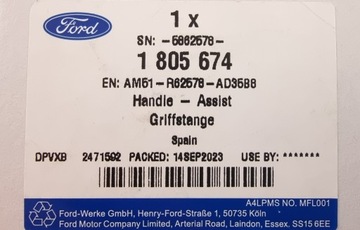 Ford
1 x
SN: -5862578-
1 805 674
EN: AM51-R62578-AD35B8
Handle - Assist
Griffstange
Spain
DPVXB 2471502 PACKED: 14SEP2023 USE BY: *******
A4LPMS NO. MFL001
Ford-Werke GmbH, Henry-Ford-Straße 1, 50735 Köln
Ford Motor Company Limited, Arterial Road, Laindon, Essex. SS15 6EE